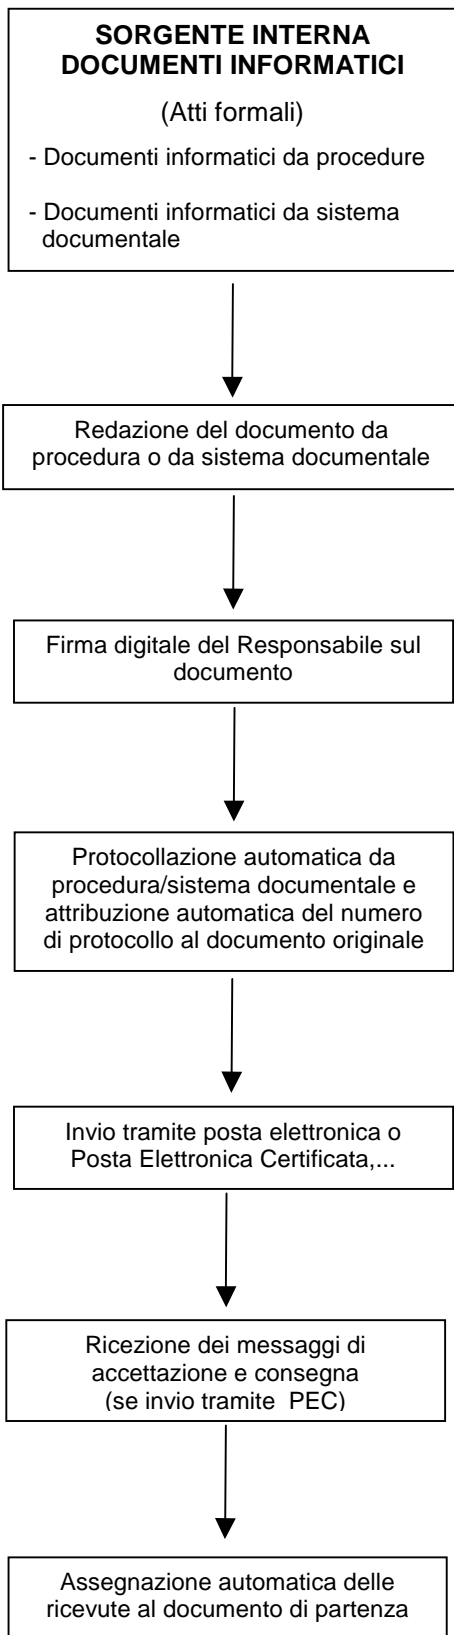 SORGENTE INTERNA
DOCUMENTI INFORMATICI
(Atti formali)
- Documenti informatici da procedure
- Documenti informatici da sistema
documentale
Redazione del documento da
procedura o da sistema documentale
Firma digitale del Responsabile sul
documento
Protocollazione automatica da
procedura/sistema documentale e
attribuzione automatica del numero
di protocollo al documento originale
Invio tramite posta elettronica o
Posta Elettronica Certificata,...
Ricezione dei messaggi di
accettazione e consegna
(se invio tramite PEC)
Assegnazione automatica delle
ricevute al documento di partenza